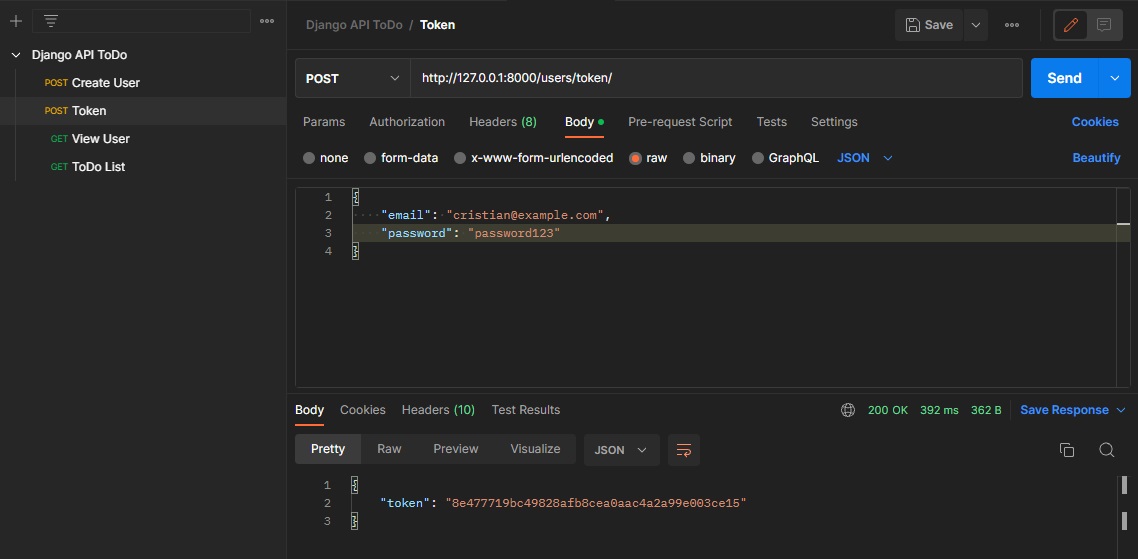 Django API ToDo
POST Create User
POST Token
GET View User
GET ToDo List
Django API ToDo / Token
Save
POST
http://127.0.0.1:8000/users/token/
Send
Params Authorization Headers (8) Body Pre-request Script Tests Settings Cookies
none form-data x-www-form-urlencoded raw binary GraphQL JSON Beautify
1 {
2 "email": "cristian@example.com",
3 "password": "password123"
4 }
Body Cookies Headers (10) Test Results 200 OK 392 ms 362 B Save Response
Pretty Raw Preview Visualize JSON
1 {
2 "token": "8e477719bc49828afb8cea0aac4a2a99e003ce15"
3 }